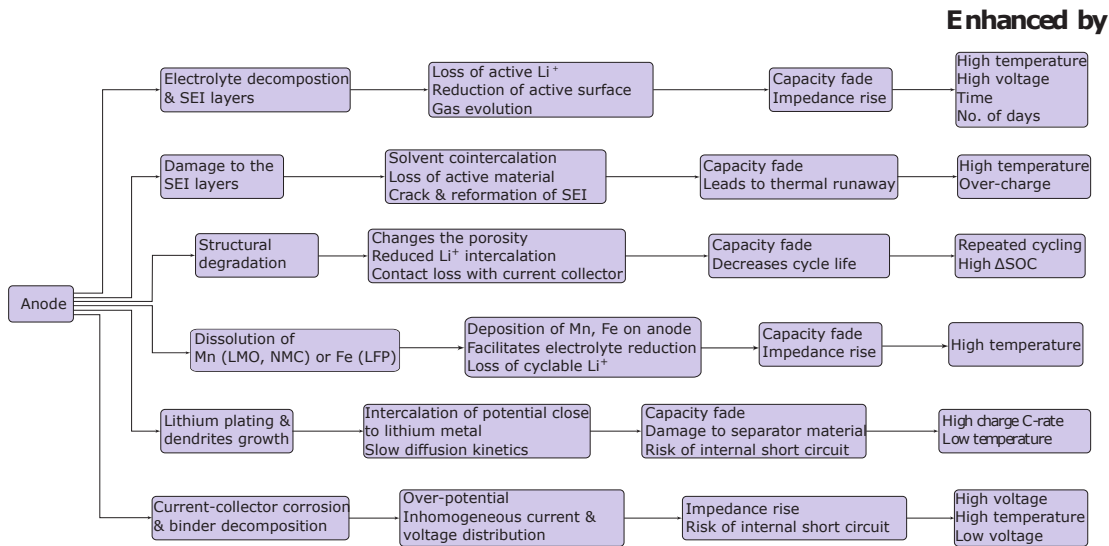 Enhanced by
Electrolyte decompostion
& SEI layers
Loss of active Li⁺
Reduction of active surface
Gas evolution
Capacity fade
Impedance rise
High temperature
High voltage
Time
No. of days
Damage to the
SEI layers
Solvent cointercalation
Loss of active material
Crack & reformation of SEI
Capacity fade
Leads to thermal runaway
High temperature
Over-charge
Structural
degradation
Changes the porosity
Reduced Li⁺ intercalation
Contact loss with current collector
Capacity fade
Decreases cycle life
Repeated cycling
High ΔSOC
Anode
Dissolution of
Mn (LMO, NMC) or Fe (LFP)
Deposition of Mn, Fe on anode
Facilitates electrolyte reduction
Loss of cyclable Li⁺
Capacity fade
Impedance rise
High temperature
Lithium plating &
dendrites growth
Intercalation of potential close
to lithium metal
Slow diffusion kinetics
Capacity fade
Damage to separator material
Risk of internal short circuit
High charge C-rate
Low temperature
Current-collector corrosion
& binder decomposition
Over-potential
Inhomogeneous current &
voltage distribution
Impedance rise
Risk of internal short circuit
High voltage
High temperature
Low voltage